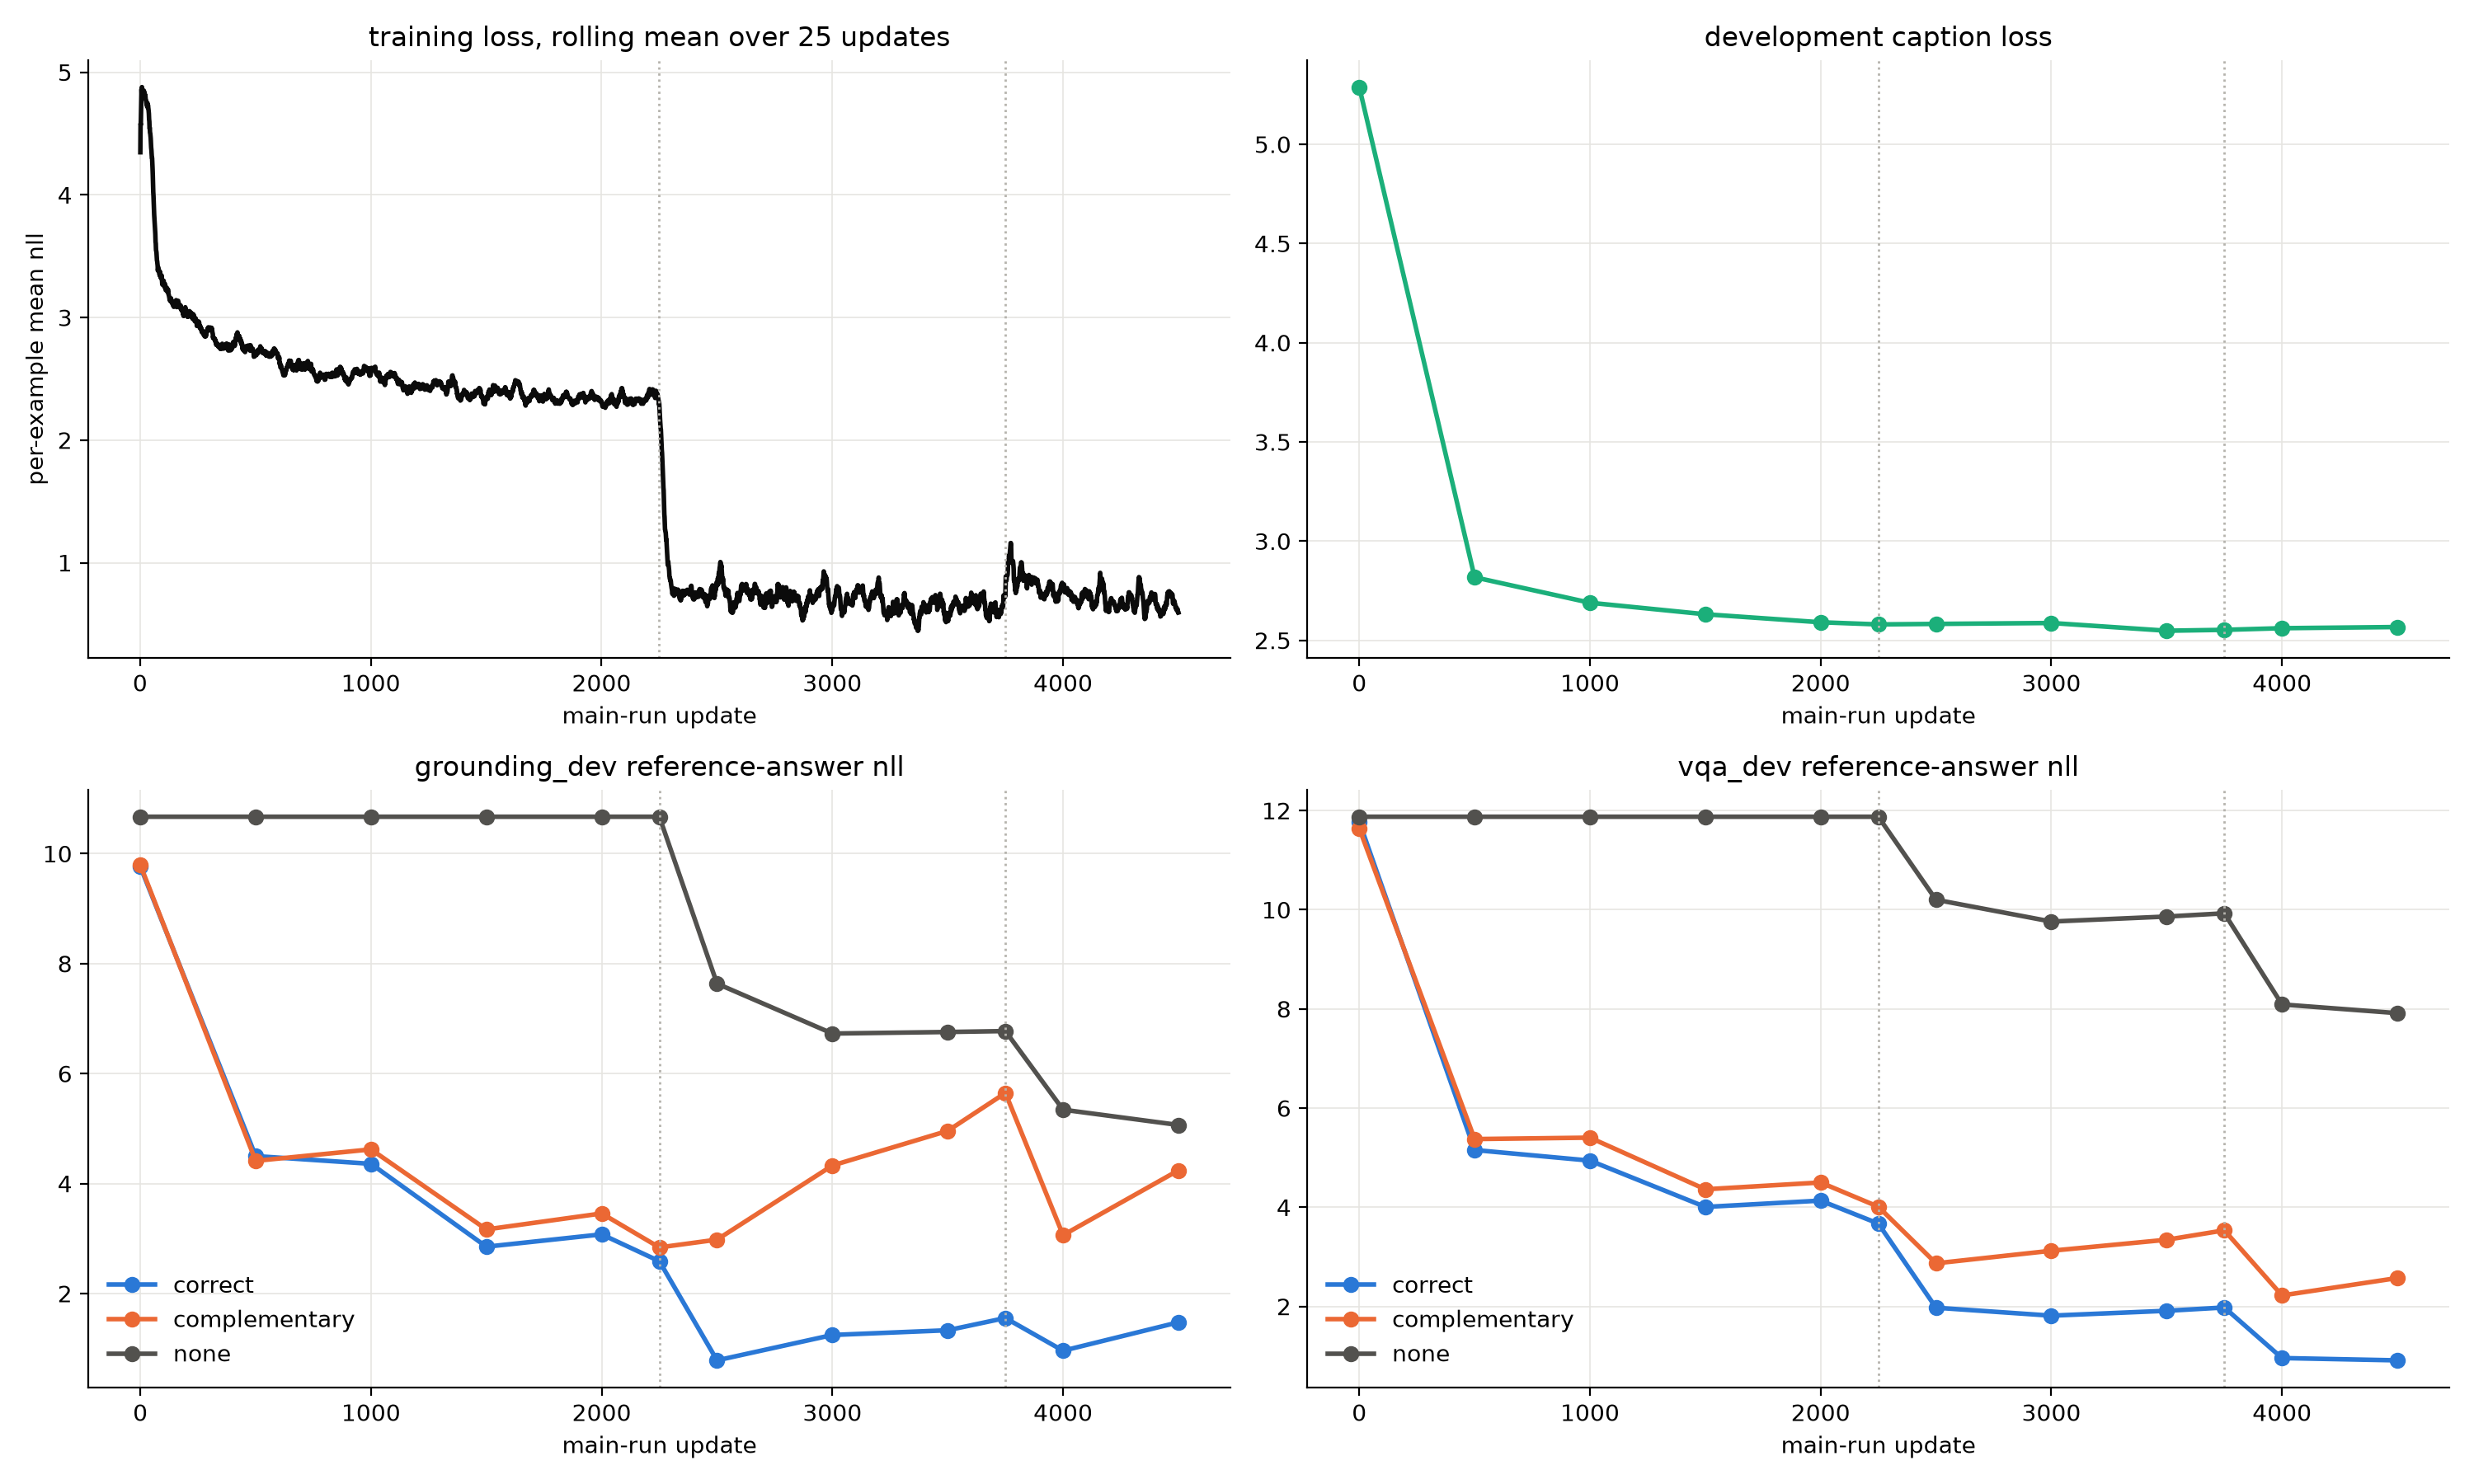 training loss, rolling mean over 25 updates
5
4
3
2
1
per-example mean nll
0 1000 2000 3000 4000
main-run update
development caption loss
5.0
4.5
4.0
3.5
3.0
2.5
0 1000 2000 3000 4000
main-run update
grounding_dev reference-answer nll
10
8
6
4
2
correct
complementary
none
0 1000 2000 3000 4000
main-run update
vqa_dev reference-answer nll
12
10
8
6
4
2
correct
complementary
none
0 1000 2000 3000 4000
main-run update